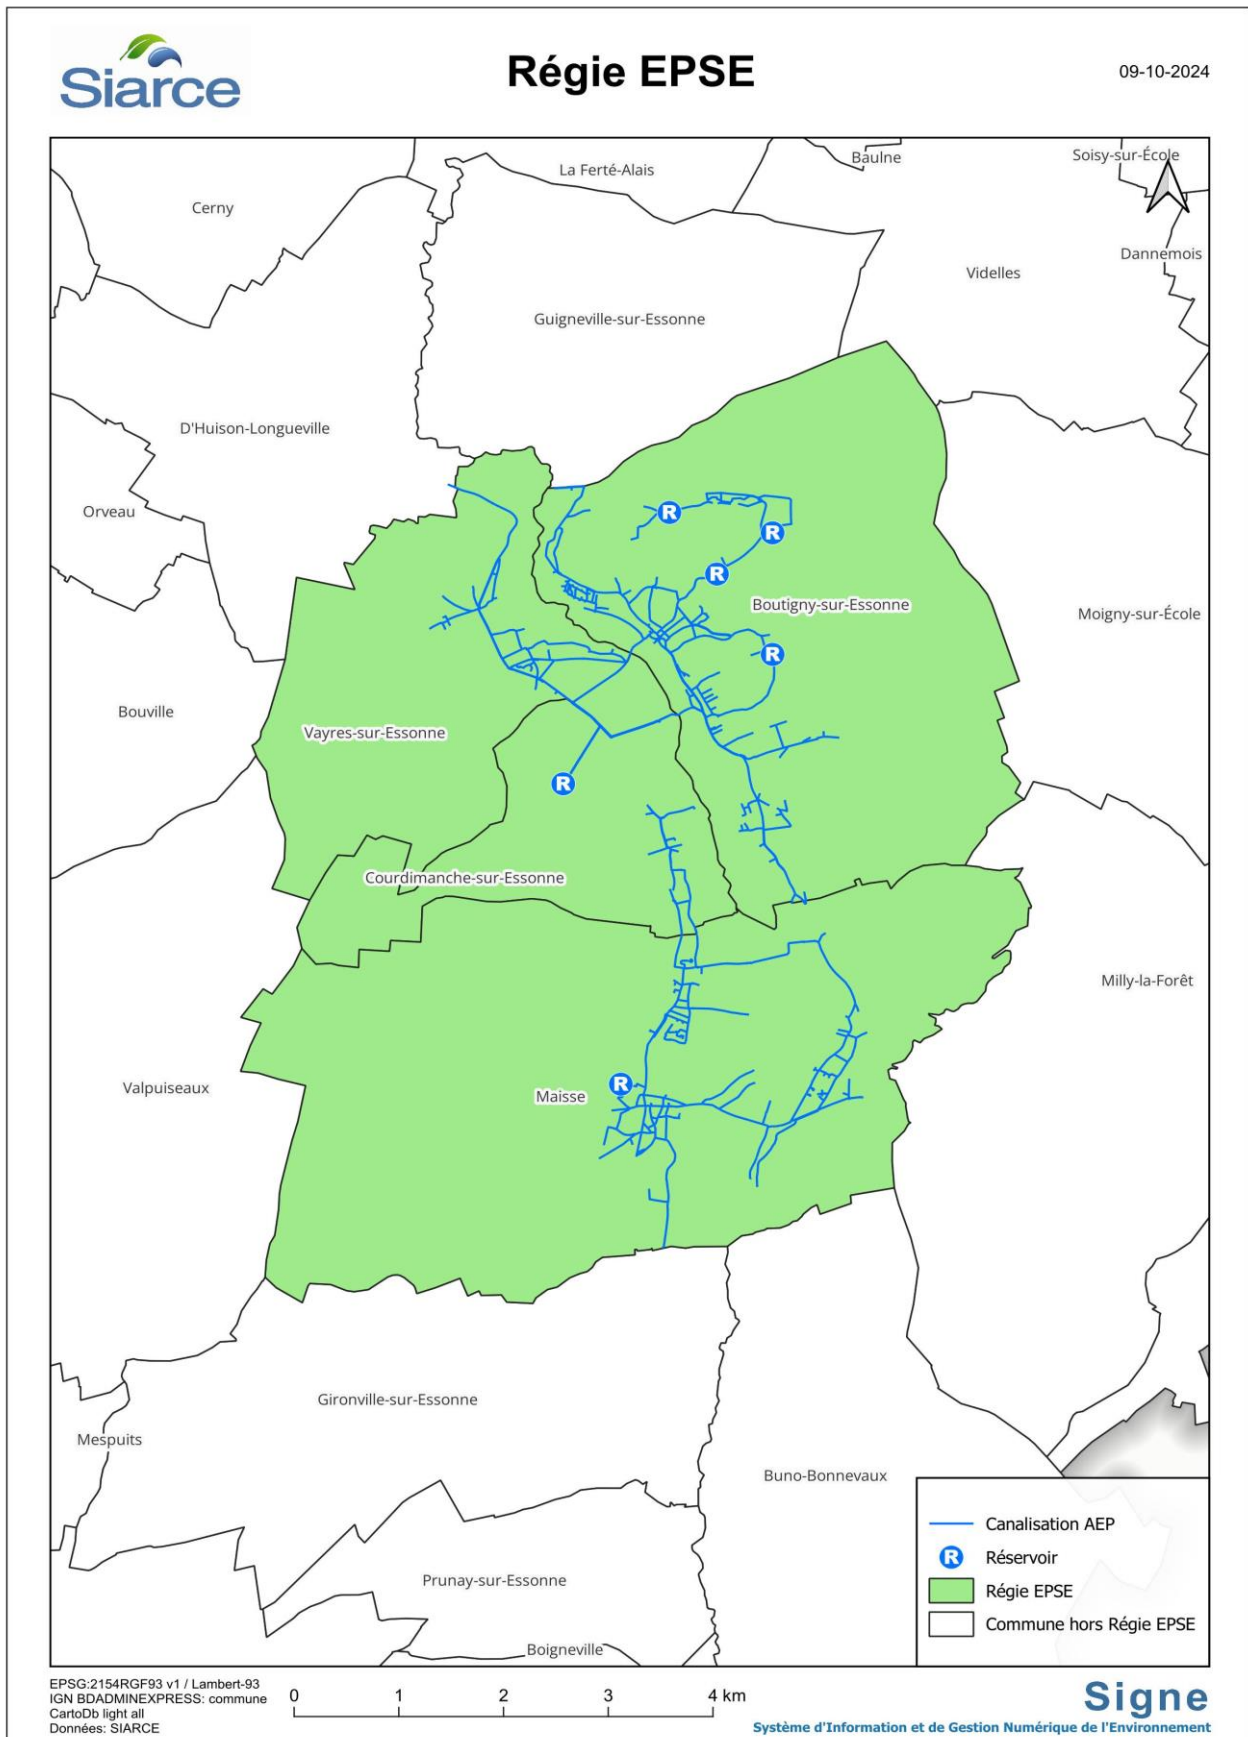 Siarce
Régie EPSE
09-10-2024
La Ferté-Alais
Baulne
Soisy-sur-École
Cerny
Dannemois
Videlles
Guigneville-sur-Essonne
D'Huison-Longueville
Orveau
R
R
R
Boutigny-sur-Essonne
Moigny-sur-École
R
Bouville
Vayres-sur-Essonne
R
Courdimanche-sur-Essonne
Milly-la-Forêt
Valpuiseaux
R
Maisse
Gironville-sur-Essonne
Mespuits
Buno-Bonnevaux
Prunay-sur-Essonne
Boigneville
Canalisation AEP
R Réservoir
Régie EPSE
Commune hors Régie EPSE
EPSG:2154RGF93 v1 / Lambert-93
IGN BDADMINEXPRESS: commune
CartoDb light all
Données: SIARCE
0 1 2 3 4 km
Signe
Système d'Information et de Gestion Numérique de l'Environnement